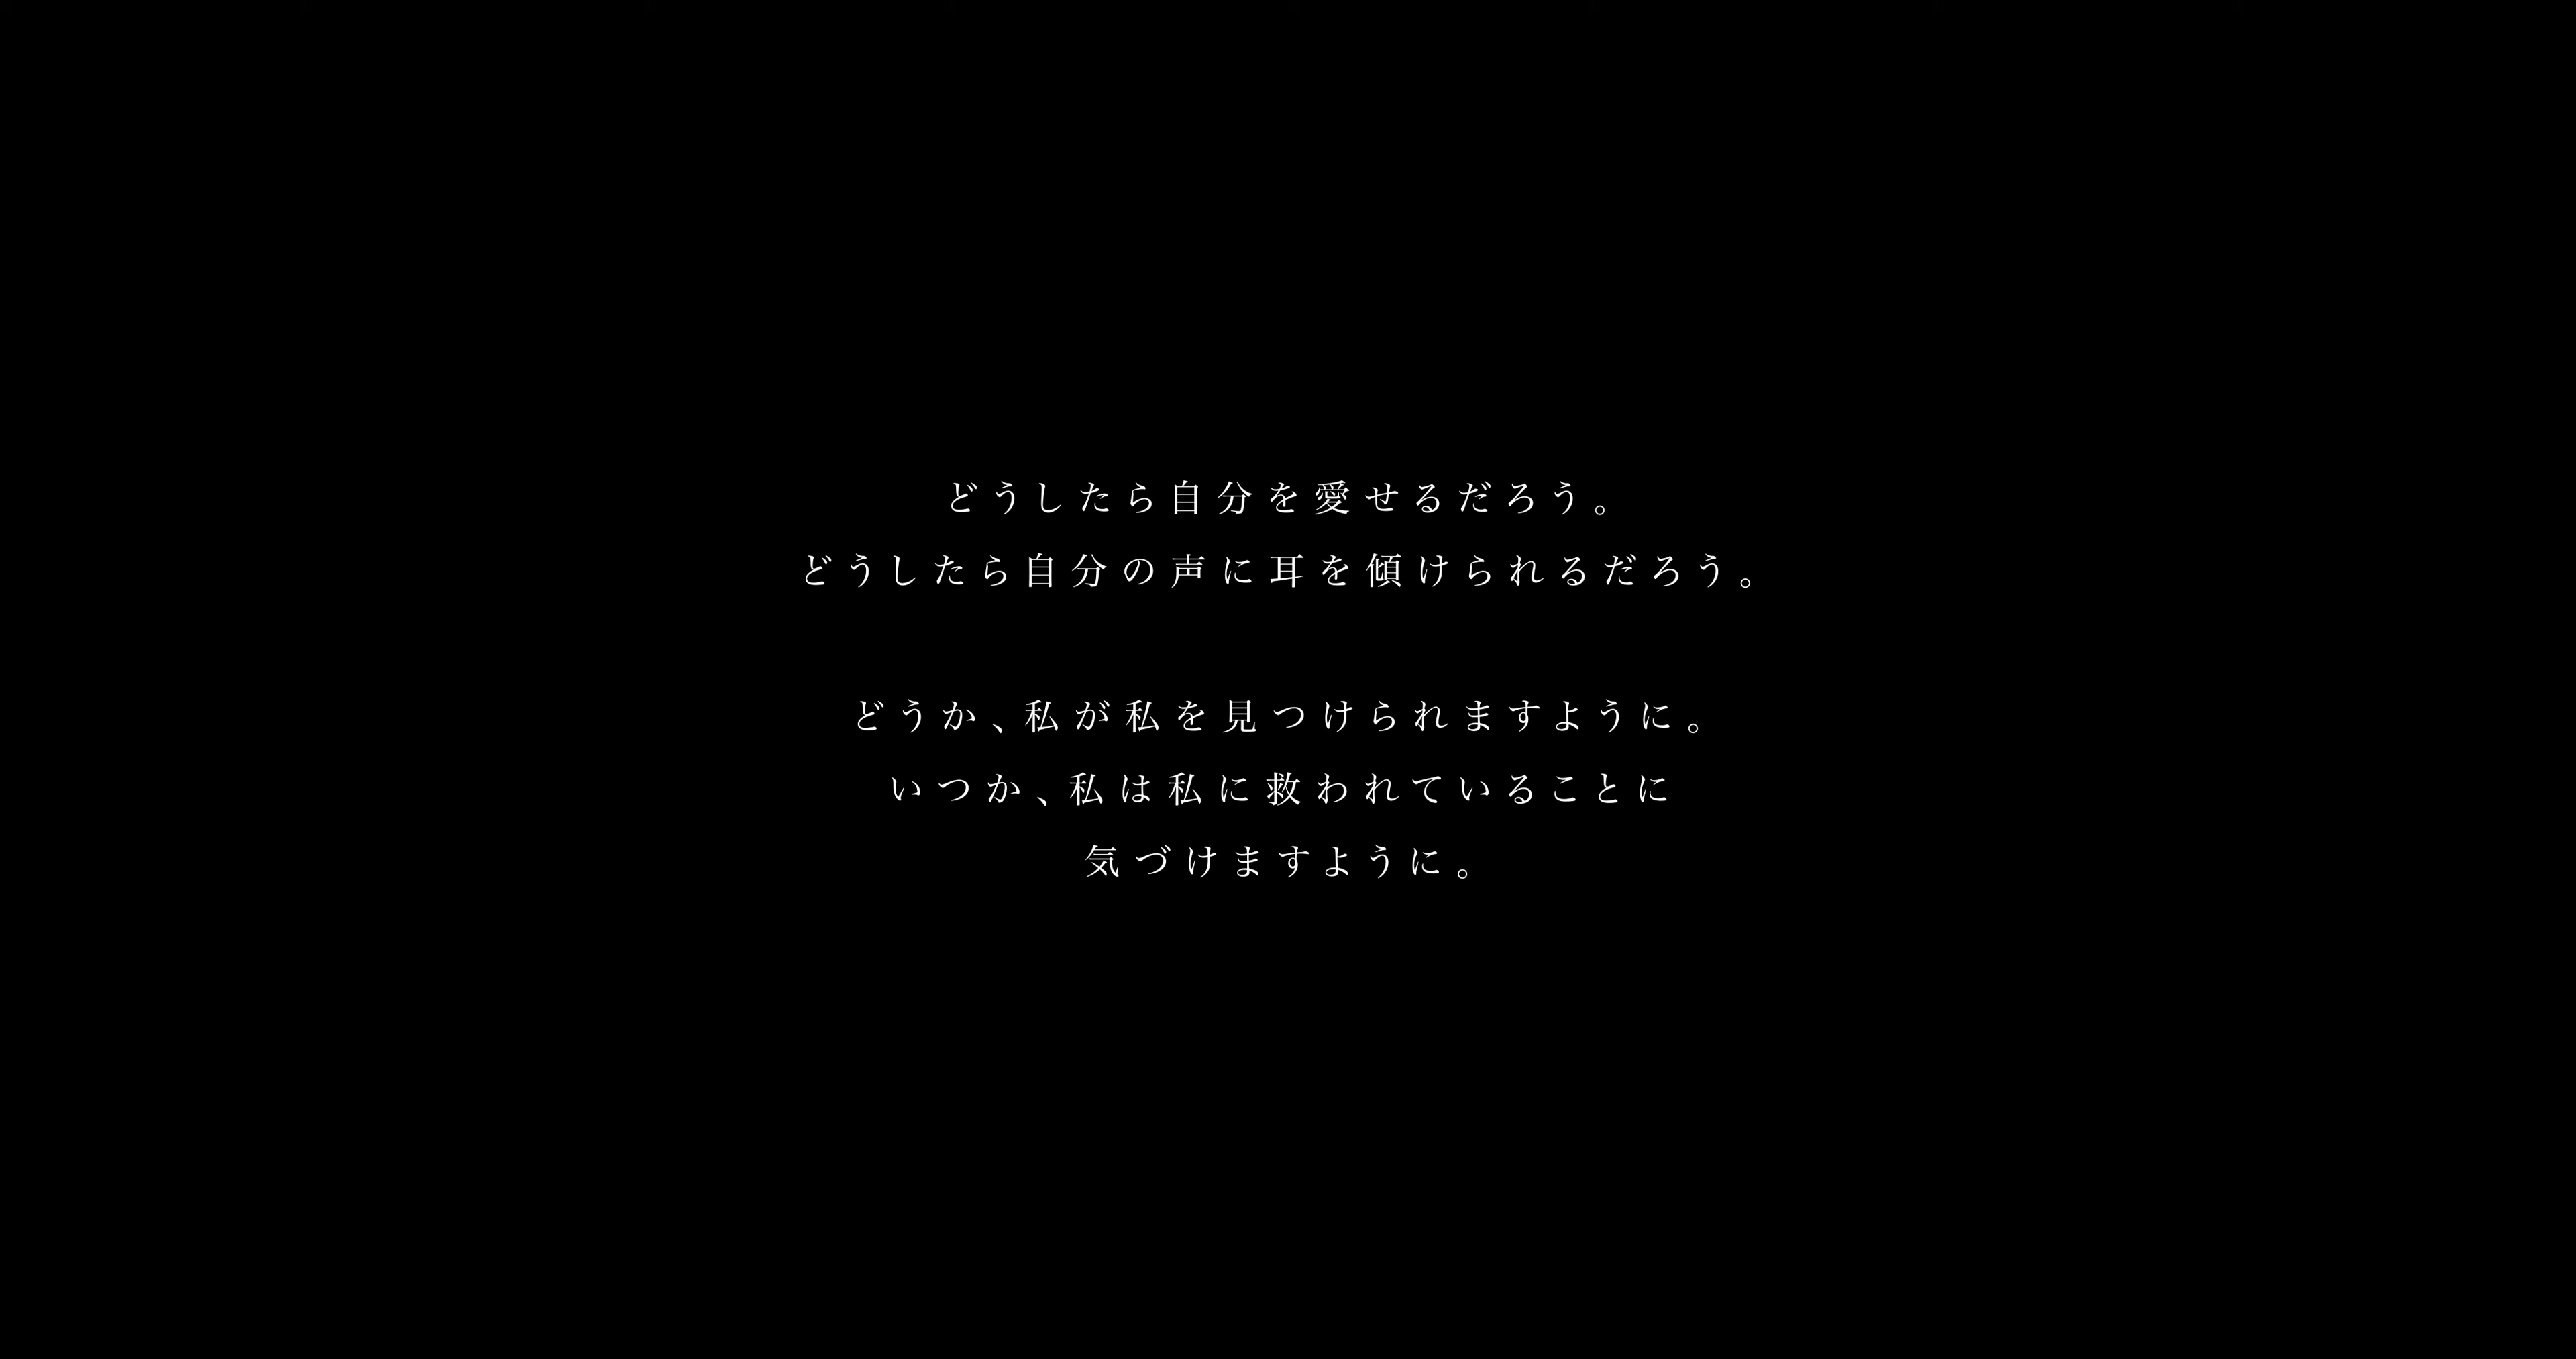 どうしたら自分を愛せるだろう。
どうしたら自分の声に耳を傾けられるだろう。
どうか、私が私を見つけられますように。
いつか、私は私に救われていることに
気づけますように。